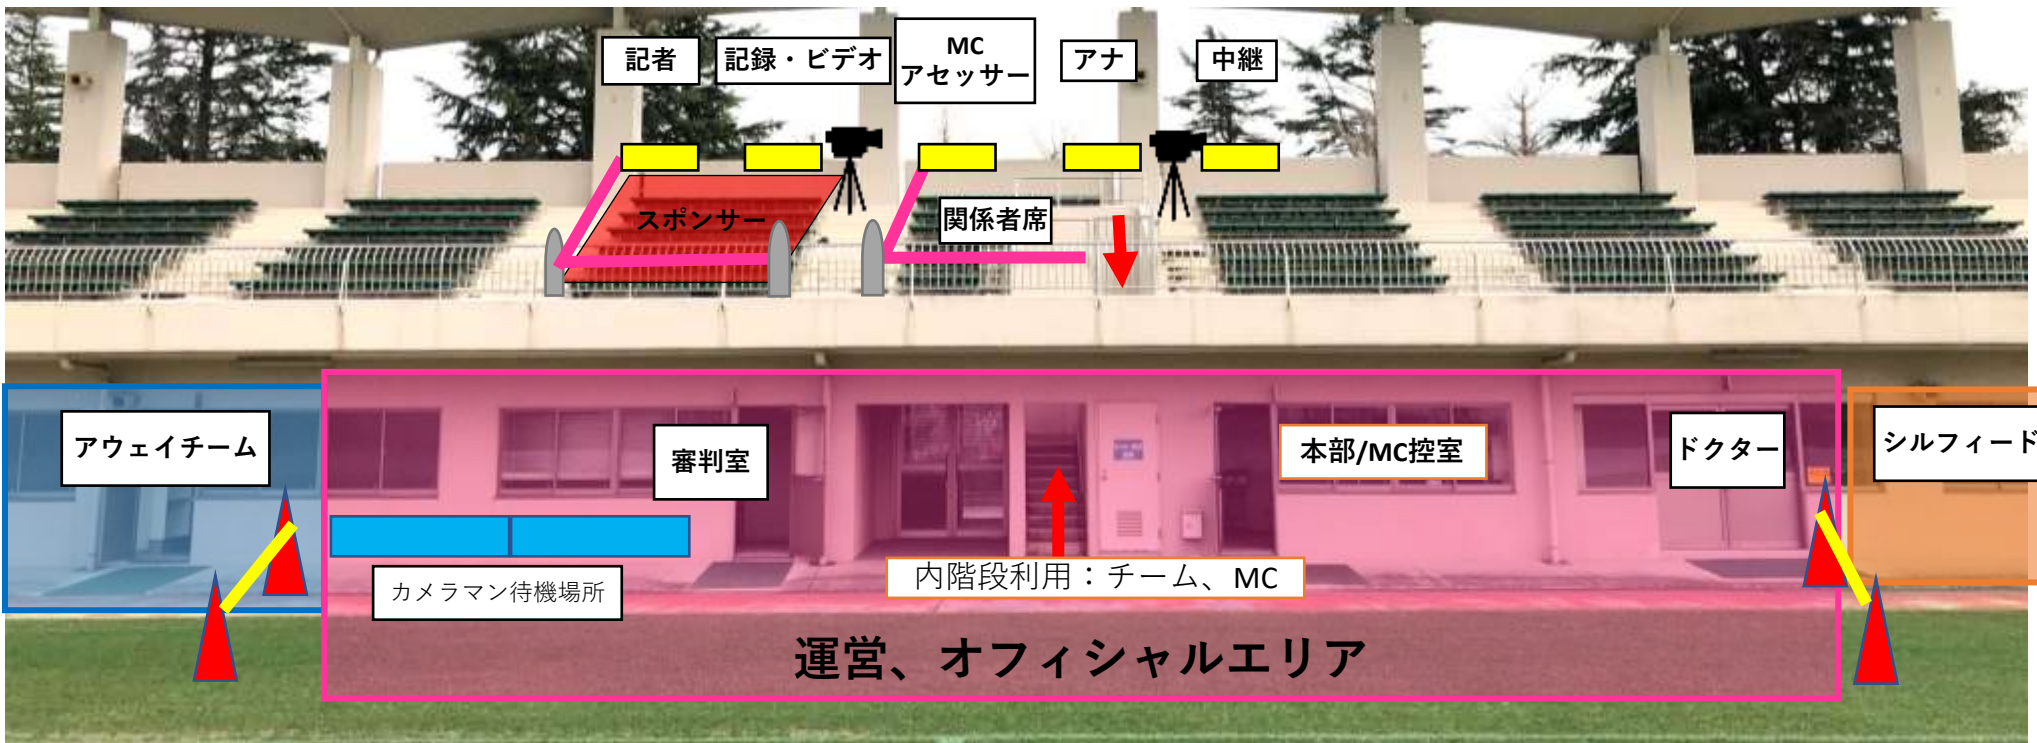 記者
記録・ビデオ
MC
アセッサー
アナ
中継
スポンサー
関係者席
アウェイチーム
審判室
本部/MC控室
ドクター
シルフィード
カメラマン待機場所
内階段利用：チーム、MC
運営、オフィシャルエリア